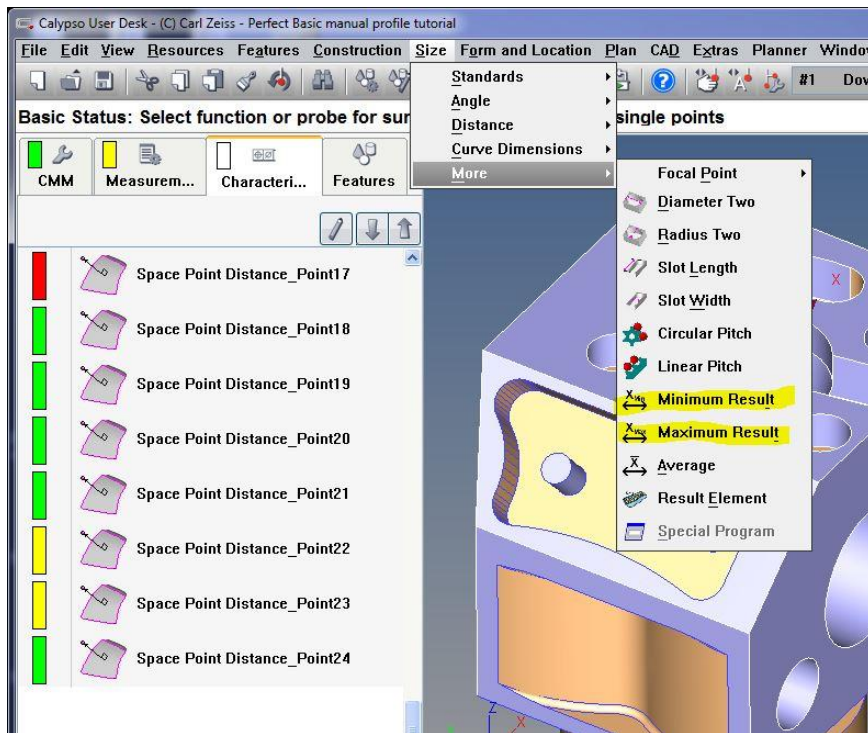 Calypso User Desk - (C) Carl Zeiss - Perfect Basic manual profile tutorial
File Edit View Resources Features Construction Size Form and Location Plan CAD Extras Planner Window
#1 Dov
Basic Status: Select function or probe for sur single points
CMM Measurem... Characteri... Features
Standards
Angle
Distance
Curve Dimensions
More
Focal Point
Diameter Two
Radius Two
Slot Length
Slot Width
Circular Pitch
Linear Pitch
Minimum Result
Maximum Result
Average
Result Element
Special Program
Space Point Distance_Point17
Space Point Distance_Point18
Space Point Distance_Point19
Space Point Distance_Point20
Space Point Distance_Point21
Space Point Distance_Point22
Space Point Distance_Point23
Space Point Distance_Point24
X
Z
X